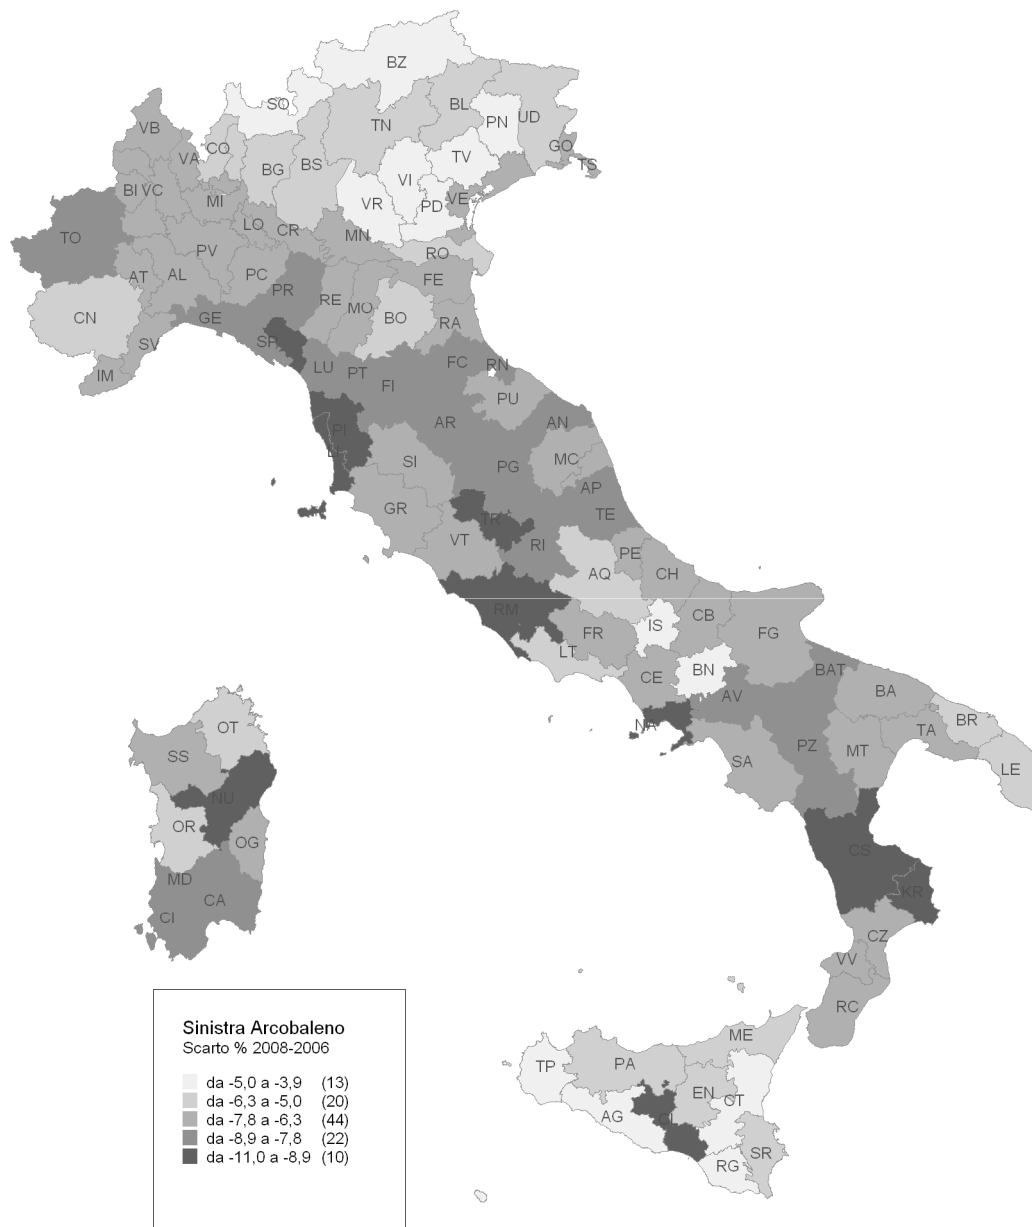 BZ
SO
BL
TN
PN
UD
VB
VA
CO
BG
BS
TV
GO
TS
BI
VC
MI
VI
VR
PD
VE
TO
LO
CR
MN
PV
RO
AT
AL
PC
PR
RE
MO
FE
CN
GE
BO
RA
SV
SP
IM
LU
PT
FI
FC
RN
PU
AR
AN
PI
LI
SI
PG
MC
GR
AP
TE
TR
VT
RI
PE
AQ
CH
RM
IS
CB
FR
FG
LT
CE
BN
BAT
AV
BA
NA
BR
TA
OT
SS
SA
PZ
MT
LE
NU
OR
OG
CS
MD
CA
CI
KR
CZ
VV
RC
ME
TP
PA
EN
CT
AG
CL
SR
RG
Sinistra Arcobaleno
Scarto % 2008-2006
da -5,0 a -3,9 (13)
da -6,3 a -5,0 (20)
da -7,8 a -6,3 (44)
da -8,9 a -7,8 (22)
da -11,0 a -8,9 (10)